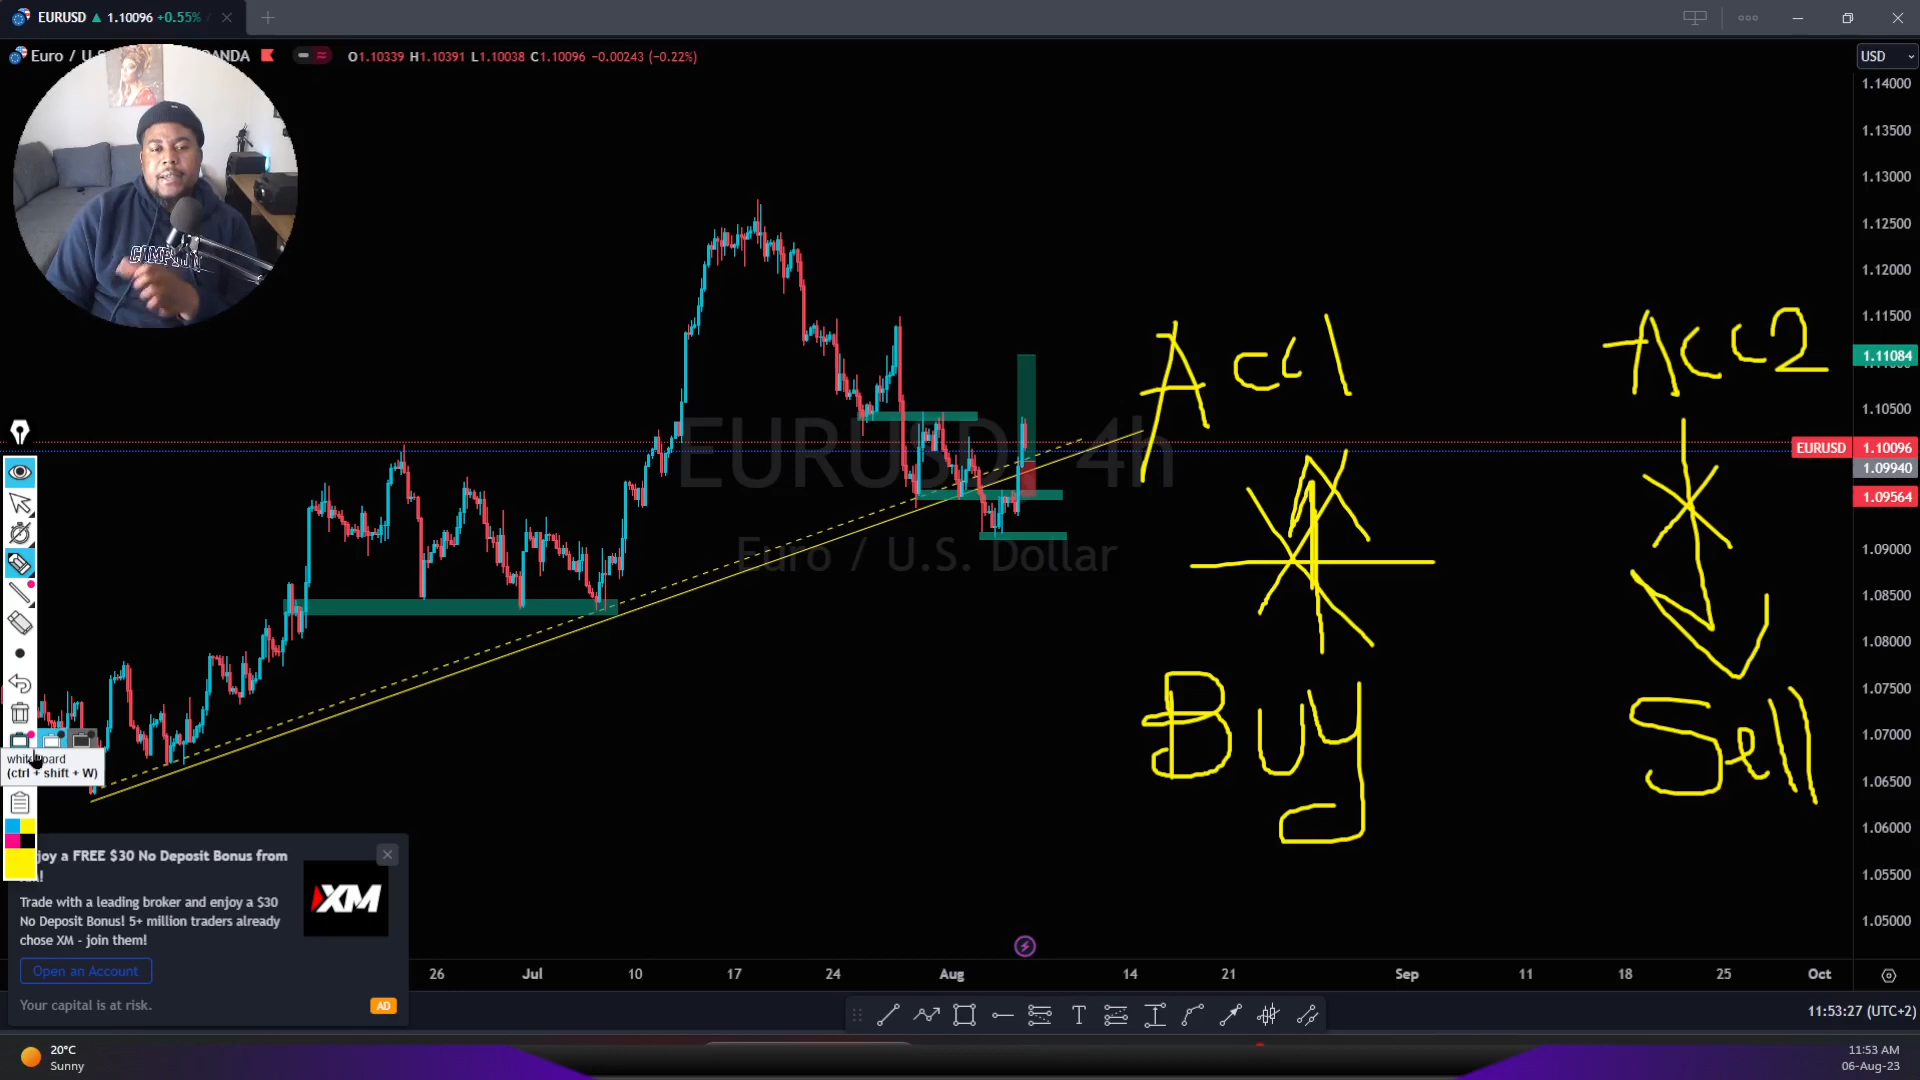 EURUSD ▲ 1.10096 +0.55% /
Euro / U.S. ANDA O1.10339 H1.10391 L1.10038 C1.10096 −0.00243 (−0.22%)
USD
1.14000
1.13500
1.13000
1.12500
1.12000
1.11500
1.11084
1.10500
EURUSD 1.10096
1.09940
1.09564
1.09000
1.08500
1.08000
1.07500
1.07000
1.06500
1.06000
1.05500
1.05000
COMPANY
EURUSD 4h
Euro / U.S. Dollar
Acc1
Acc2
Buy
Sell
whiteboard
(ctrl + shift + W)
joy a FREE $30 No Deposit Bonus from
Trade with a leading broker and enjoy a $30
No Deposit Bonus! 5+ million traders already
chose XM - join them!
Open an Account
Your capital is at risk.
AD
XM
26 Jul 10 17 24 Aug 14 21 Sep 11 18 25 Oct
T
11:53:27 (UTC+2)
20°C
Sunny
11:53 AM
06-Aug-23